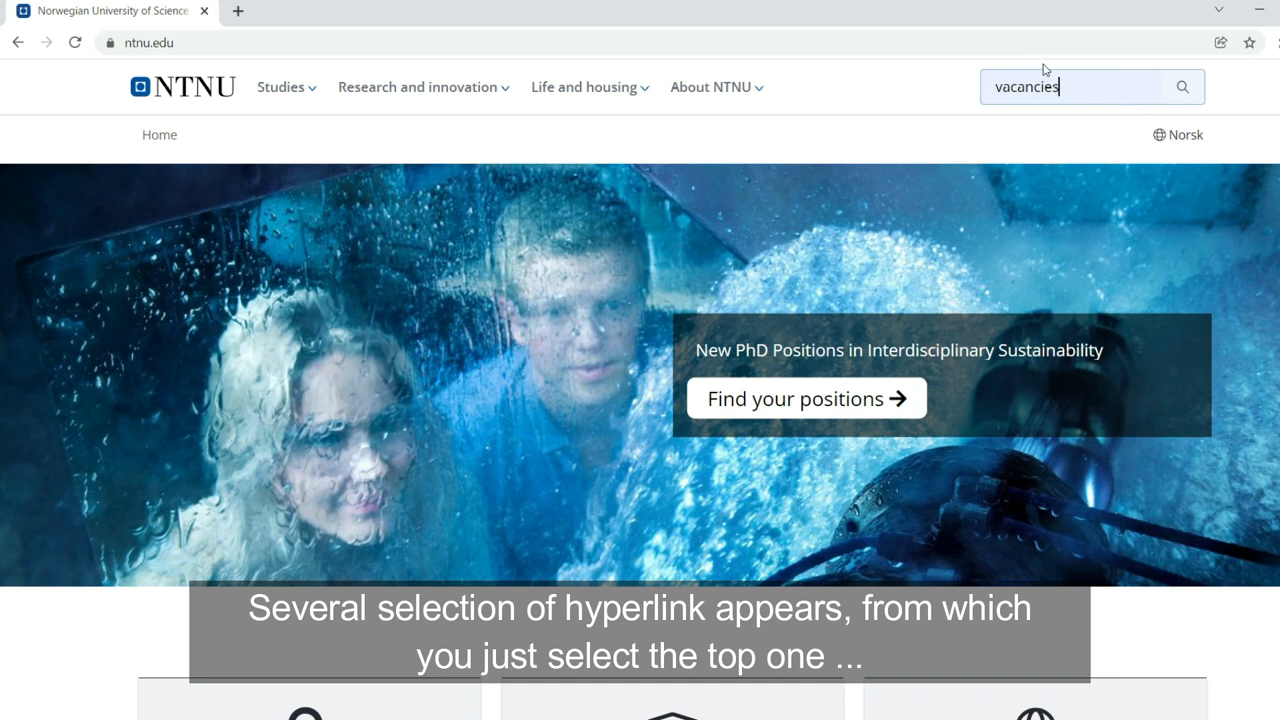 Norwegian University of Science
ntnu.edu
NTNU
Studies
Research and innovation
Life and housing
About NTNU
vacancies
Home
Norsk
New PhD Positions in Interdisciplinary Sustainability
Find your positions
Several selection of hyperlink appears, from which
you just select the top one ...